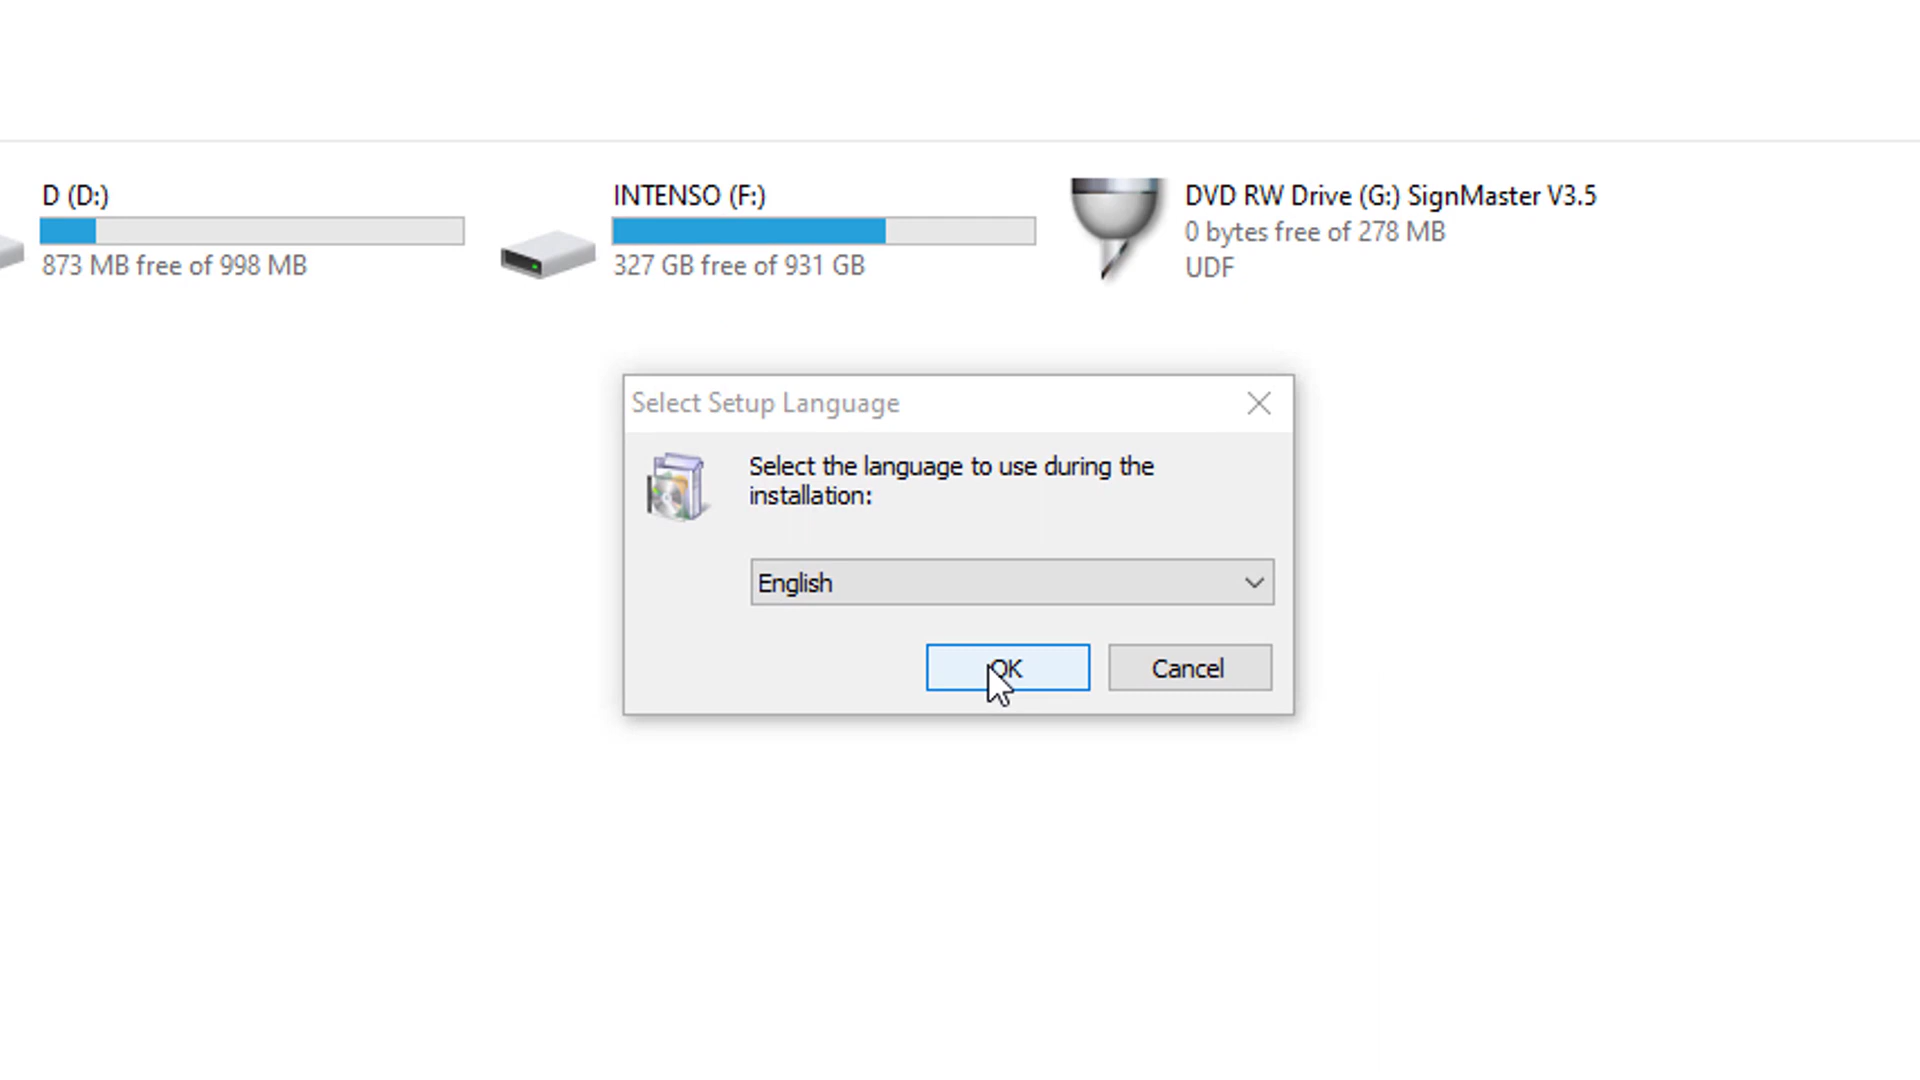 D (D:)
873 MB free of 998 MB
INTENSO (F:)
327 GB free of 931 GB
DVD RW Drive (G:) SignMaster V3.5
0 bytes free of 278 MB
UDF
Select Setup Language
Select the language to use during the
installation:
English
OK
Cancel